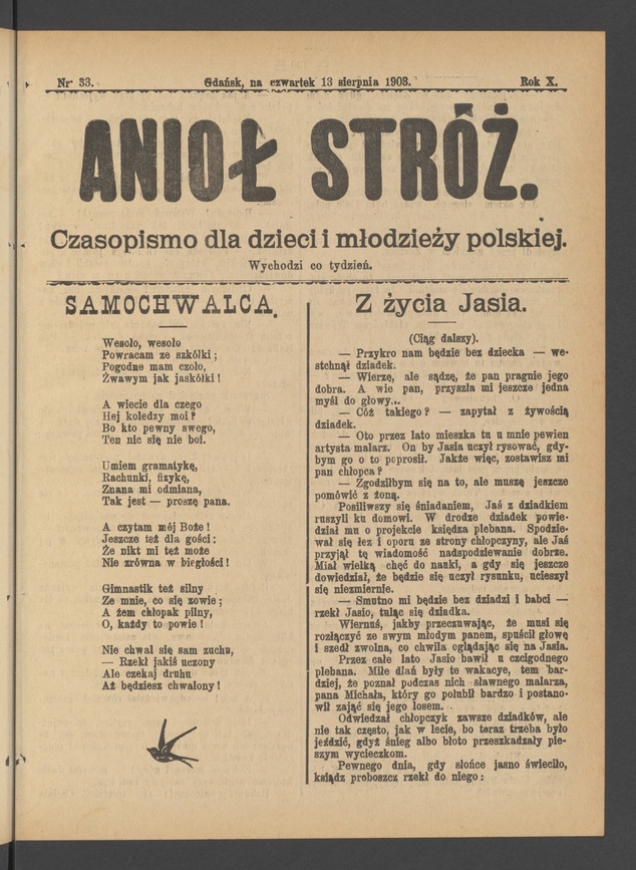 Nr 33.
Gdańsk, na czwartek 13 sierpnia 1903.
Rok X.
ANIOŁ STRÓŻ.
Czasopismo dla dzieci i młodzieży polskiej.
Wychodzi co tydzień.
SAMOCHWALCA.
Wesoło, wesoło
Powracam ze szkółki;
Pogodne mam czoło,
Żwawym jak jaskółki!
A wiecie dla czego
Hej koledzy moi?
Bo kto pewny swego,
Ten nic się nie boi.
Umiem gramatykę,
Rachunki, fizykę,
Znana mi odmiana,
Tak jest — proszę pana.
A czytam mój Boże!
Jeszcze też dla gości:
Że nikt mi też może
Nie zrówna w biegłości!
Gimnastik też silny
Ze mnie, co się zowie;
A żem chłopak pilny,
O, każdy to powie!
Nie chwal się sam zuchu,
— Rzekł jakiś uczony
Ale czekaj druhu
Aż będziesz chwalony!
Z życia Jasia.
(Ciąg dalszy).
— Przykro nam będzie bez dziecka — we-
stchnął dziadek.
— Wierzę, ale sądzę, że pan pragnie jego
dobra. A wie pan, przyszła mi jeszcze jedna
myśl do głowy...
— Cóż takiego? — zapytał z żywością
dziadek.
— Oto przez lato mieszka tu u mnie pewien
artysta malarz. On by Jasia uczył rysować, gdy-
bym go o to poprosił. Jakże więc, zostawisz mi
pan chłopca?
— Zgodziłbym się na to, ale muszę jeszcze
pomówić z żoną.
Posiliwszy się śniadaniem, Jaś z dziadkiem
ruszyli ku domowi. W drodze dziadek powie-
dział mu o projekcie księdza plebana. Spodzie-
wał się łez i oporu ze strony chłopczyny, ale Jaś
przyjął tę wiadomość nadspodziewanie dobrze.
Miał wielką chęć do nauki, a gdy się jeszcze
dowiedział, że będzie się uczył rysunku, ucieszył
się niezmiernie.
— Smutno mi będzie bez dziadzi i babci —
rzekł Jasio, tuląc się dziadka.
Wiernuś, jakby przeczuwając, że musi się
rozłączyć ze swym młodym panem, spuścił głowę
i szedł zwolna, co chwila oglądając się na Jasia.
Przez całe lato Jasio bawił u czcigodnego
plebana. Miłe dlań były te wakacye, tem bar-
dziej, że poznał podczas nich sławnego malarza,
pana Michała, który go polubił bardzo i postano-
wił zająć się jego losem.
Odwiedzał chłopczyk zawsze dziadków, ale
nie tak często, jak w lecie, bo teraz trzeba było
jeździć, gdyż śnieg albo błoto przeszkadzały pie-
szym wycieczkom.
Pewnego dnia, gdy słońce jasno świeciło,
ksiądz proboszcz rzekł do niego: